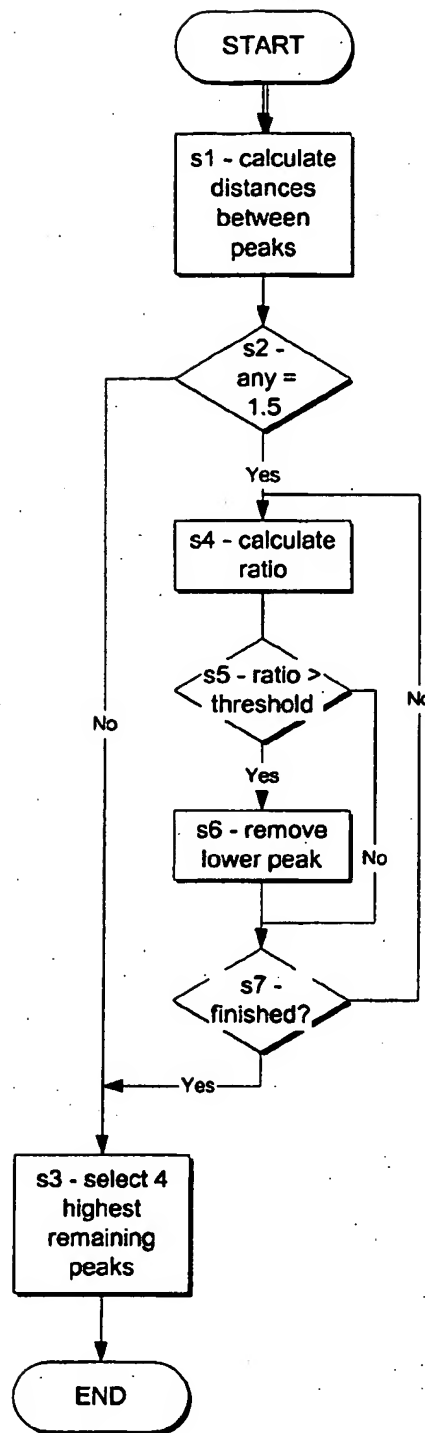 START
s1 - calculate
distances
between
peaks
s2 -
any =
1.5
Yes
s4 - calculate
ratio
s5 - ratio >
threshold
No
No
Yes
s6 - remove
lower peak
No
s7 -
finished?
Yes
s3 - select 4
highest
remaining
peaks
END